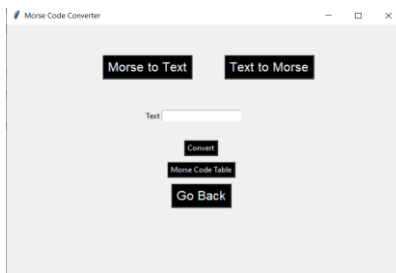 Morse Code Converter
Morse to Text Text to Morse
Text
Convert
Morse Code Table
Go Back